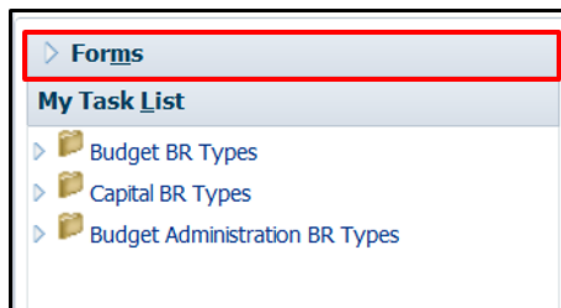 Forms
My Task List
Budget BR Types
Capital BR Types
Budget Administration BR Types